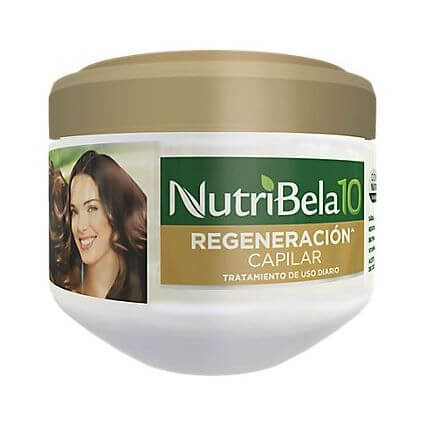 NutriBela10
REGENERACIÓN^
CAPILAR
TRATAMIENTO DE USO DIARIO